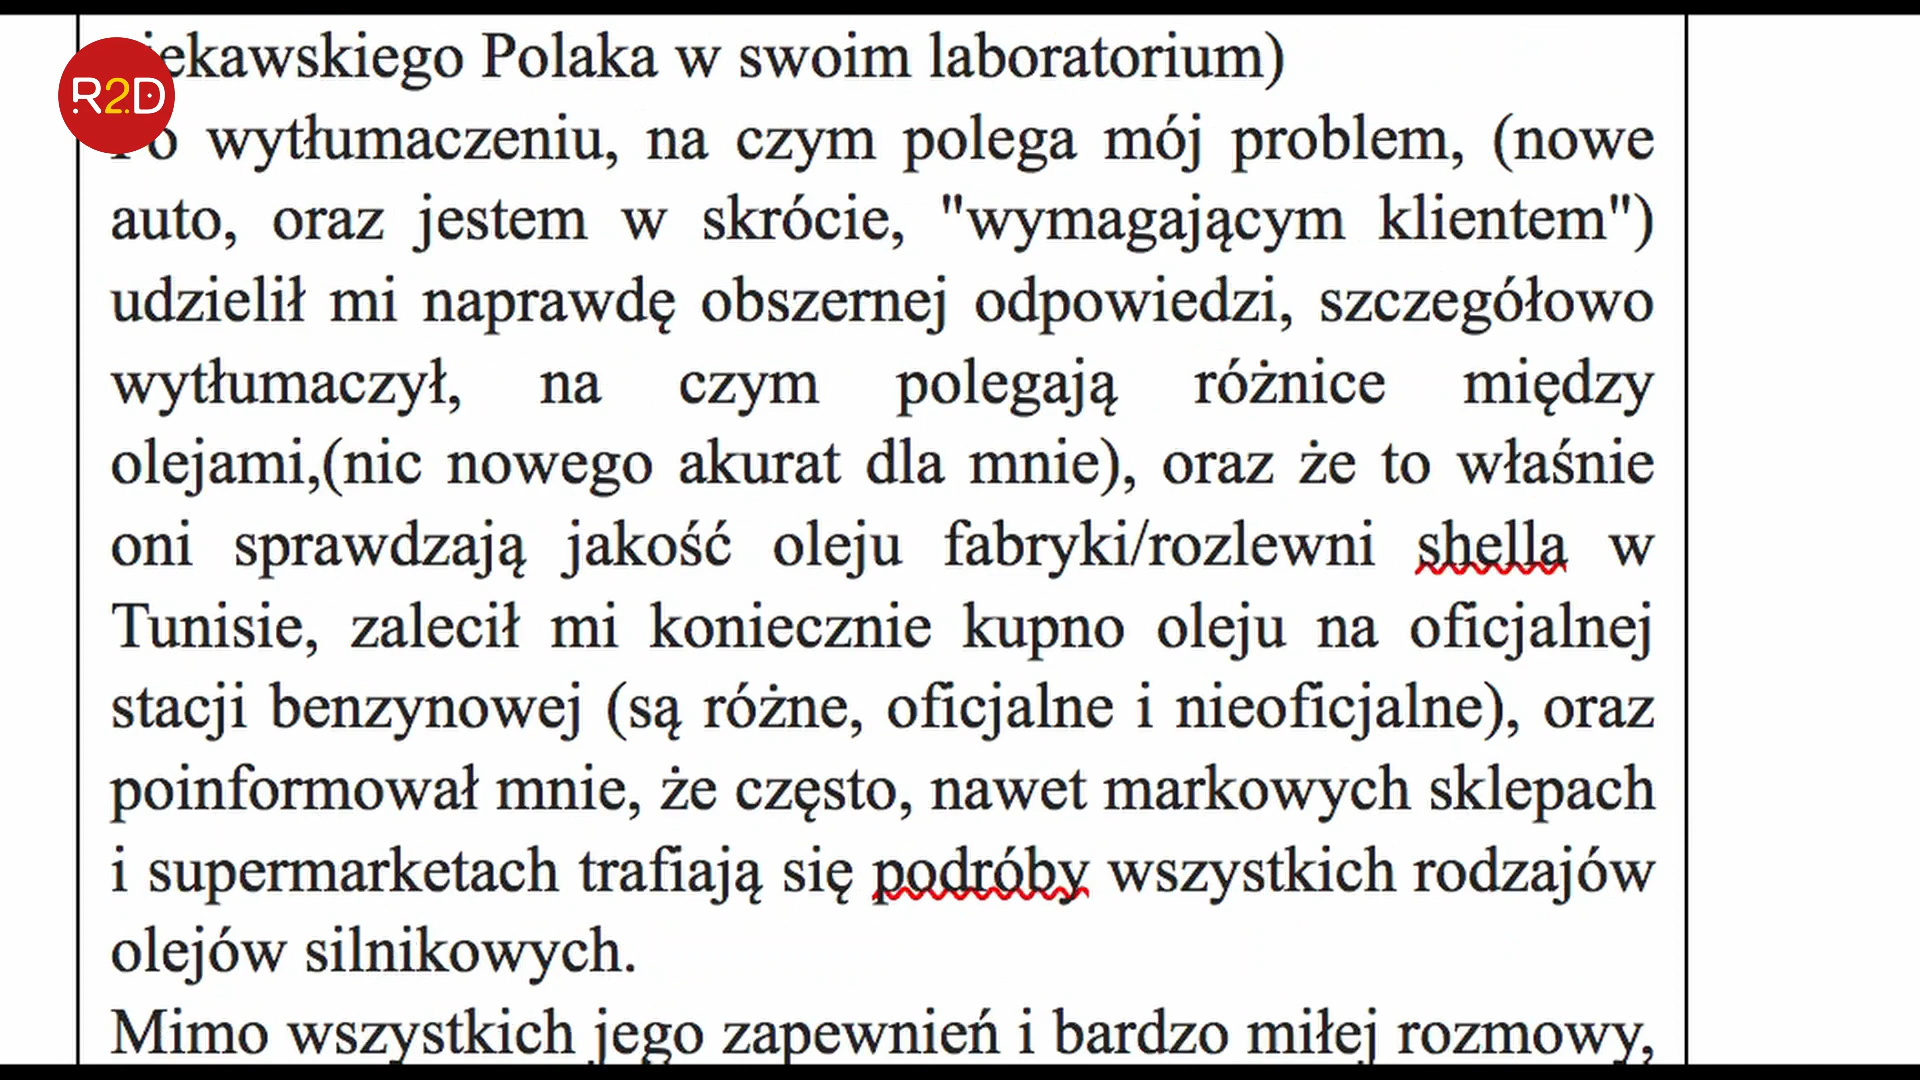 R2D
Polaka w swoim laboratorium)
wytłumaczeniu, na czym polega mój problem, (nowe
auto, oraz jestem w skrócie, "wymagającym klientem")
udzielił mi naprawdę obszernej odpowiedzi, szczegółowo
wytłumaczył, na czym polegają różnice między
olejami,(nic nowego akurat dla mnie), oraz że to właśnie
oni sprawdzają jakość oleju fabryki/rozlewni shella w
Tunisie, zalecił mi koniecznie kupno oleju na oficjalnej
stacji benzynowej (są różne, oficjalne i nieoficjalne), oraz
poinformował mnie, że często, nawet markowych sklepach
i supermarketach trafiają się podróby wszystkich rodzajów
olejów silnikowych.
Mimo wszystkich jego zapewnień i bardzo miłej rozmowy,